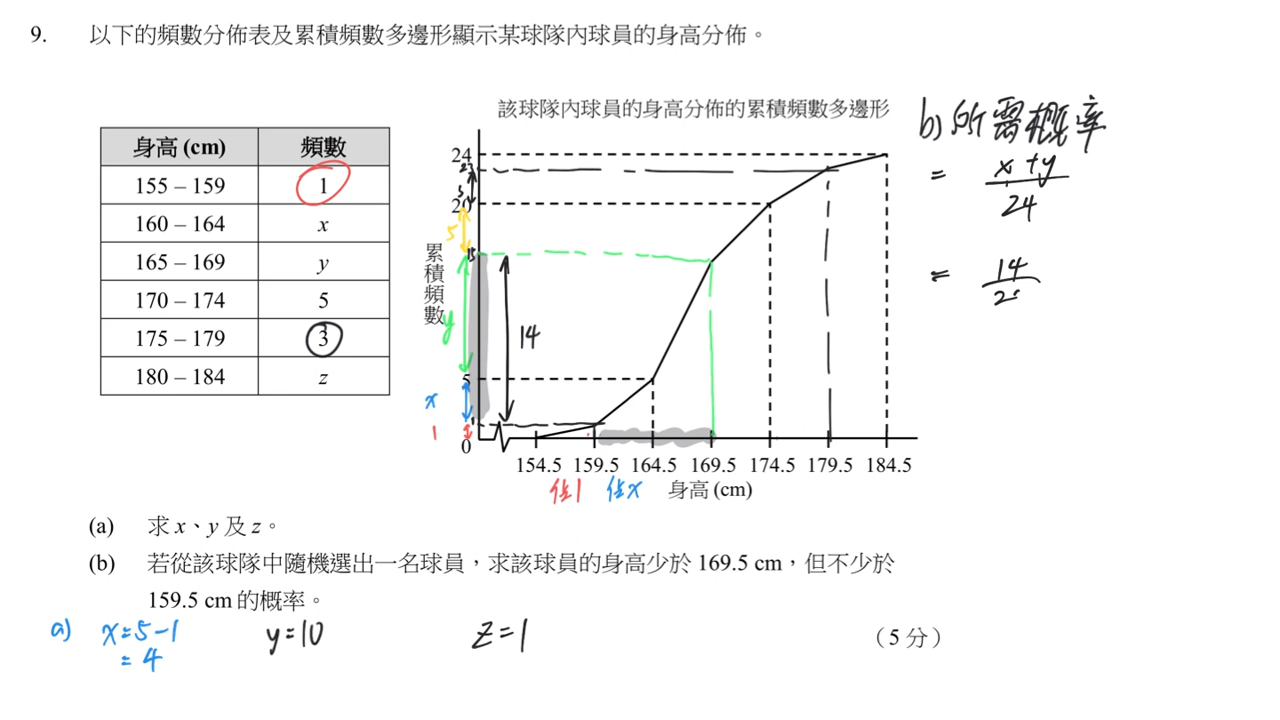 9. 以下的頻數分佈表及累積頻數多邊形顯示某球隊內球員的身高分佈。
該球隊內球員的身高分佈的累積頻數多邊形
身高 (cm) 頻數
155 – 159 1
160 – 164 x
165 – 169 y
170 – 174 5
175 – 179 3
180 – 184 z
累積頻數
24
23
3
20
5
15
y
14
5
x
1
1
0
154.5 159.5 164.5 169.5 174.5 179.5 184.5
佔1 佔x 身高 (cm)
b) 所需概率
= x+y/24
= 14/2
(a) 求 x、y 及 z。
(b) 若從該球隊中隨機選出一名球員，求該球員的身高少於 169.5 cm，但不少於
159.5 cm 的概率。
(5 分)
a) x=5-1 y=10 z=1
= 4